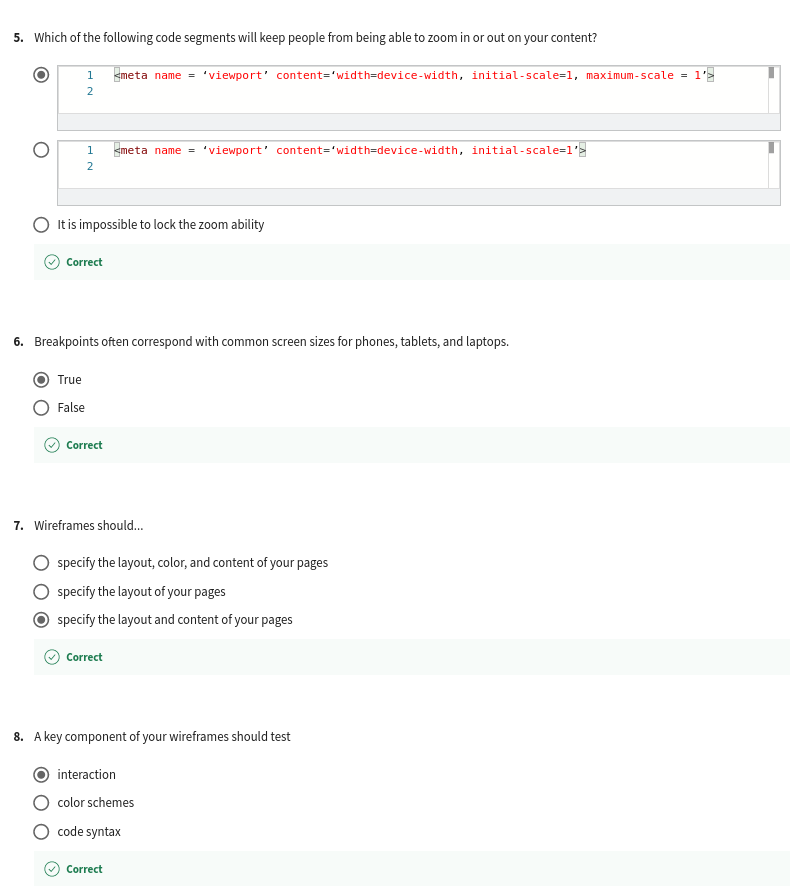 5. Which of the following code segments will keep people from being able to zoom in or out on your content?
1 <meta name = ‘viewport’ content=‘width=device-width, initial-scale=1, maximum-scale = 1’>
2
1 <meta name = ‘viewport’ content=‘width=device-width, initial-scale=1’>
2
It is impossible to lock the zoom ability
Correct
6. Breakpoints often correspond with common screen sizes for phones, tablets, and laptops.
True
False
Correct
7. Wireframes should...
specify the layout, color, and content of your pages
specify the layout of your pages
specify the layout and content of your pages
Correct
8. A key component of your wireframes should test
interaction
color schemes
code syntax
Correct